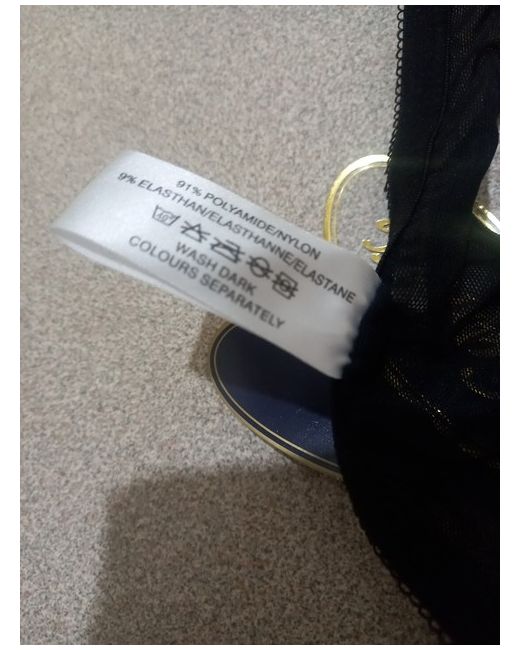 91% POLYAMIDE/NYLON
9% ELASTHAN/ELASTHANNE/ELASTANE
WASH DARK
COLOURS SEPARATELY